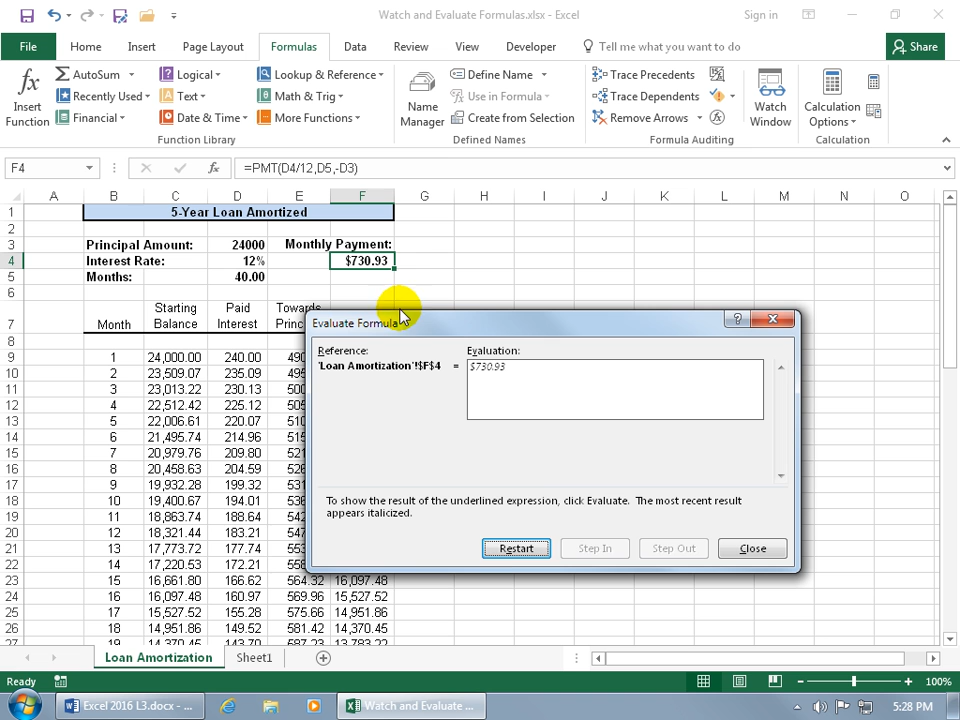 Watch and Evaluate Formulas.xlsx - Excel
Sign in
File Home Insert Page Layout Formulas Data Review View Developer Tell me what you want to do Share
fx Insert Function
AutoSum
Recently Used
Financial
Logical
Text
Date & Time
Lookup & Reference
Math & Trig
More Functions
Function Library
Name Manager
Define Name
Use in Formula
Create from Selection
Defined Names
Trace Precedents
Trace Dependents
Remove Arrows
Formula Auditing
Watch Window
Calculation Options
Calculation
F4 fx =PMT(D4/12,D5,-D3)
A B C D E F G H I J K L M N O
1 5-Year Loan Amortized
2
3 Principal Amount: 24000 Monthly Payment:
4 Interest Rate: 12% $730.93
5 Months: 40.00
6
7 Month Starting Balance Paid Interest Towards
8
9 1 24,000.00 240.00
10 2 23,509.07 235.09
11 3 23,013.22 230.13
12 4 22,512.42 225.12
13 5 22,006.61 220.07
14 6 21,495.74 214.96
15 7 20,979.76 209.80
16 8 20,458.63 204.59
17 9 19,932.28 199.32
18 10 19,400.67 194.01
19 11 18,863.74 188.64
20 12 18,321.44 183.21
21 13 17,773.72 177.74
22 14 17,220.53 172.21
23 15 16,661.80 166.62 564.32 16,097.48
24 16 16,097.48 160.97 569.96 15,527.52
25 17 15,527.52 155.28 575.66 14,951.86
26 18 14,951.86 149.52 581.42 14,370.45
27 19 14,370.45 143.70 587.23 13,783.22
Evaluate Formula
?
Reference:
'Loan Amortization'!$F$4 =
Evaluation:
$730.93
To show the result of the underlined expression, click Evaluate. The most recent result
appears italicized.
Restart Step In Step Out Close
Loan Amortization Sheet1
Ready
100%
Excel 2016 L3.docx - ...
Watch and Evaluate ...
5:28 PM